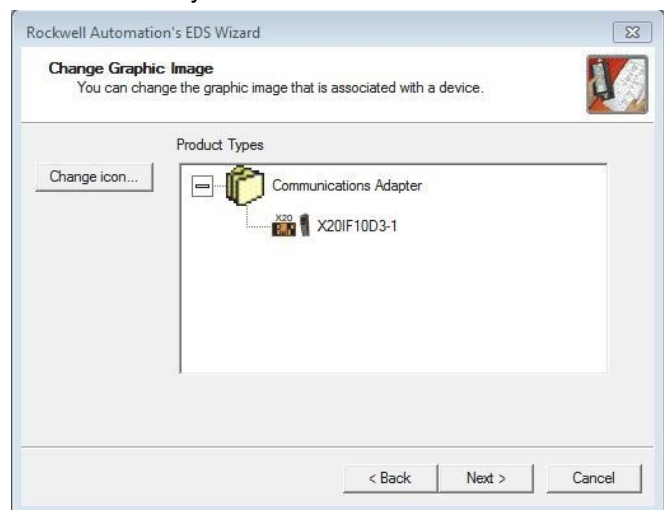 Rockwell Automation's EDS Wizard
Change Graphic Image
You can change the graphic image that is associated with a device.
Product Types
Change icon...
Communications Adapter
X20
X20IF10D3-1
< Back
Next >
Cancel